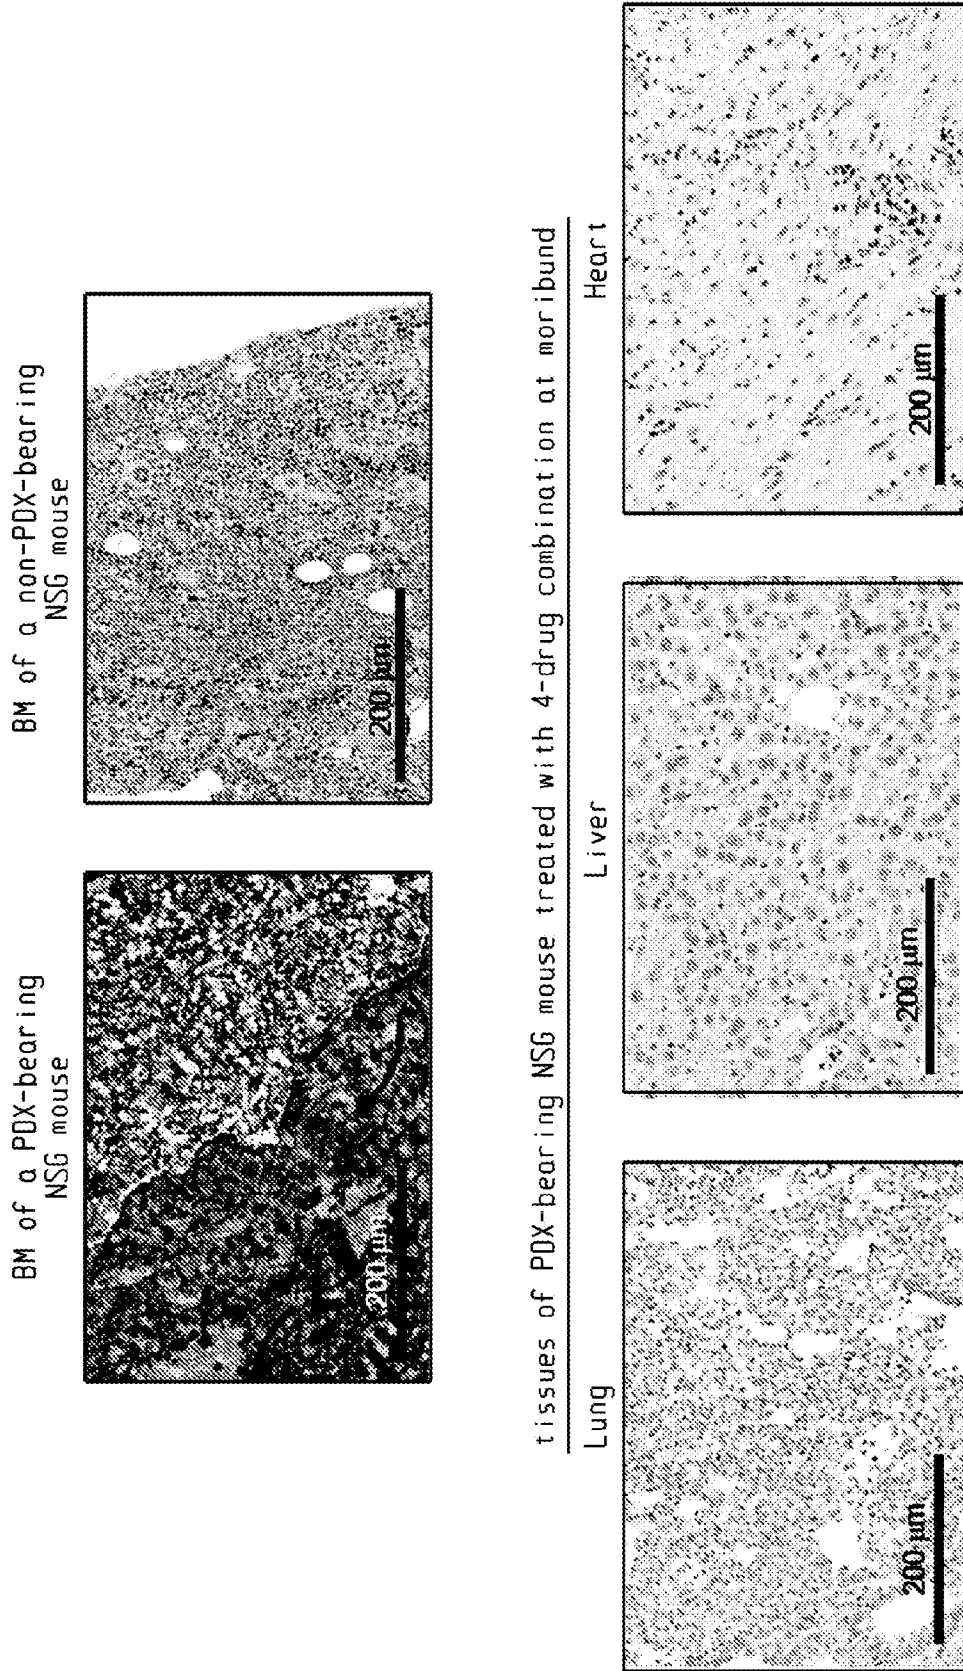 BM of a PDX-bearing
NSG mouse
200 µm
BM of a non-PDX-bearing
NSG mouse
200 µm
tissues of PDX-bearing NSG mouse treated with 4-drug combination at moribund
Lung
200 µm
Liver
200 µm
Heart
200 µm